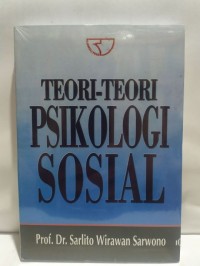 TEORI-TEORI
PSIKOLOGI
SOSIAL
Prof. Dr. Sarlito Wirawan Sarwono